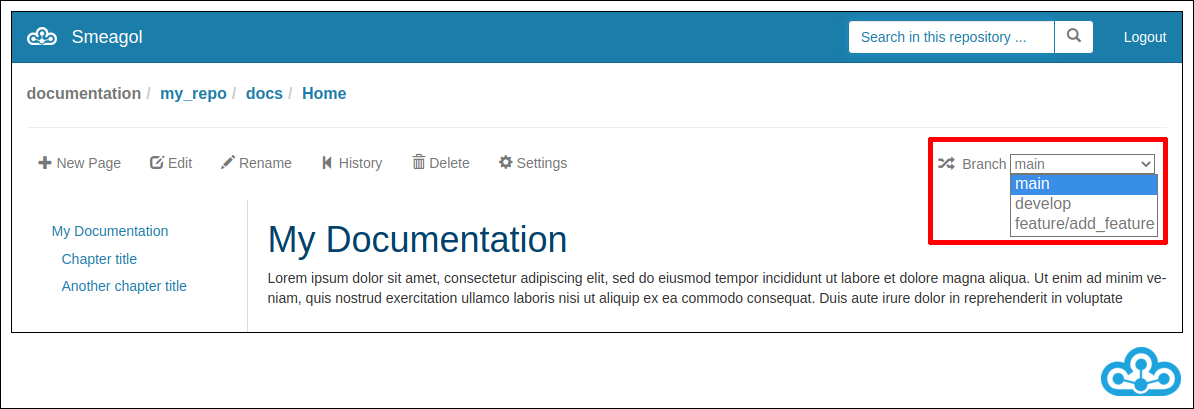 Smeagol
Search in this repository ...
Logout
documentation / my_repo / docs / Home
New Page Edit Rename History Delete Settings
Branch main
main
develop
feature/add_feature
My Documentation
Chapter title
Another chapter title
My Documentation
Lorem ipsum dolor sit amet, consectetur adipiscing elit, sed do eiusmod tempor incididunt ut labore et dolore magna aliqua. Ut enim ad minim ve-
niam, quis nostrud exercitation ullamco laboris nisi ut aliquip ex ea commodo consequat. Duis aute irure dolor in reprehenderit in voluptate